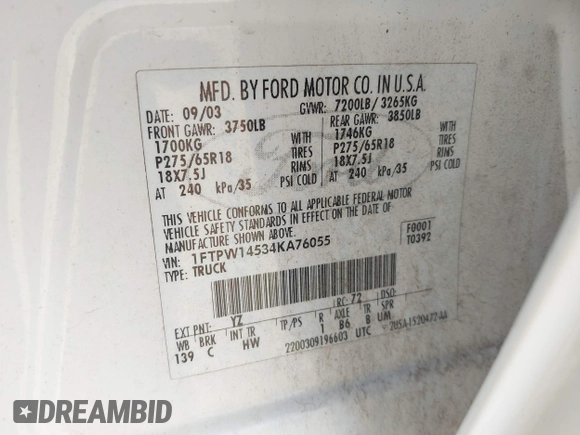 MFD. BY FORD MOTOR CO. IN U.S.A.
DATE: 09/03 GVWR: 7200LB/ 3265KG
FRONT GAWR: 3750LB REAR GAWR: 3850LB
1700KG WITH 1746KG WITH
P275/65R18 TIRES P275/65R18 TIRES
18X7.5J RIMS 18X7.5J RIMS
AT 240 kPa/35 PSI COLD AT 240 kPa/35 PSI COLD
Ford
THIS VEHICLE CONFORMS TO ALL APPLICABLE FEDERAL MOTOR
VEHICLE SAFETY STANDARDS IN EFFECT ON THE DATE OF
MANUFACTURE SHOWN ABOVE.
VIN: 1FTPW14534KA76055
TYPE: TRUCK
F0001
T0392
EXT PNT: YZ RC: 72 DSO:
WB BRK INT TR TP/PS R AXLE TR SPR
139 C HW 1 B6 B UM
2200309196603 UTC
DREAMBID